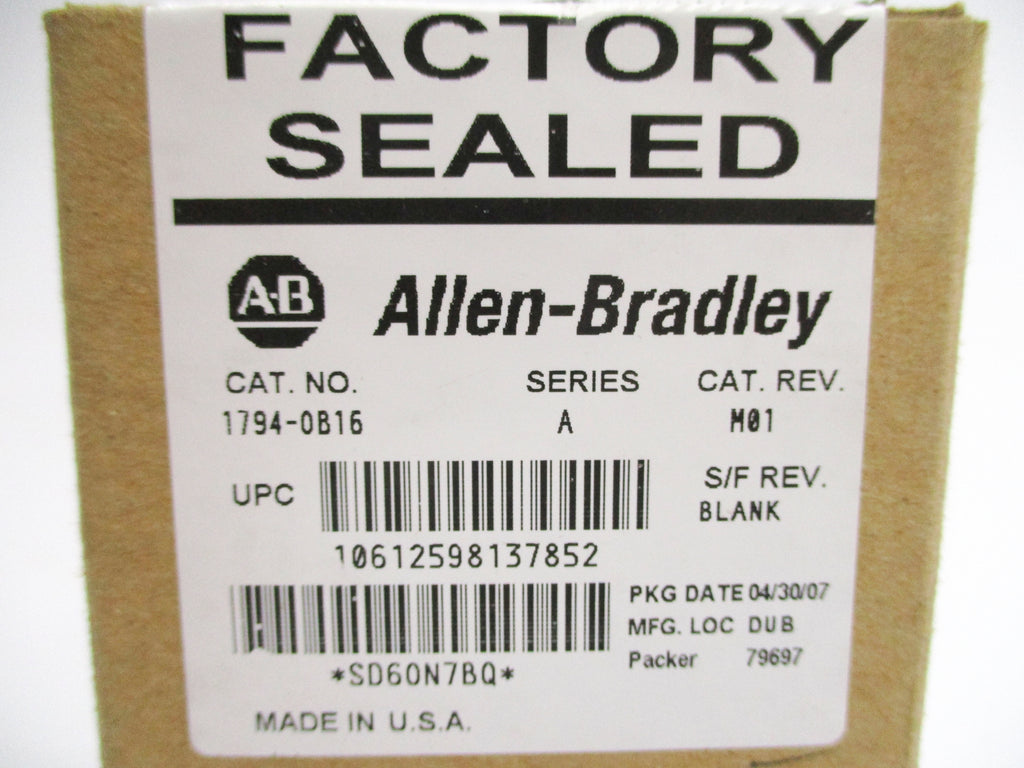 FACTORY
SEALED
A-B Allen-Bradley
CAT. NO. SERIES CAT. REV.
1794-OB16 A M01
UPC S/F REV.
BLANK
10612598137852
PKG DATE 04/30/07
MFG. LOC DUB
Packer 79697
*SD60N7BQ*
MADE IN U.S.A.